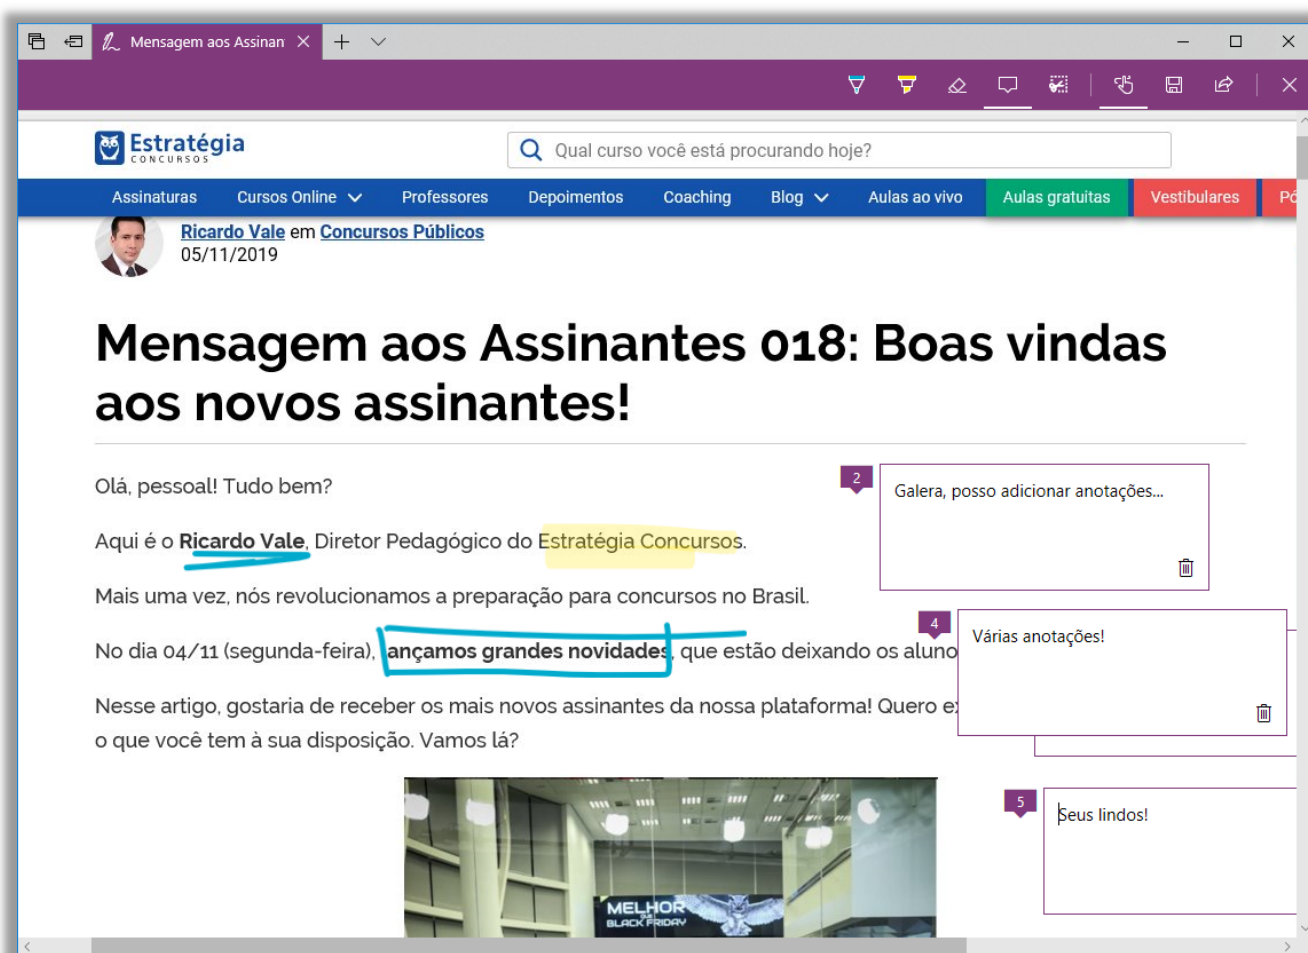 Mensagem aos Assinan
Estratégia
CONCURSOS
Qual curso você está procurando hoje?
Assinaturas Cursos Online Professores Depoimentos Coaching Blog Aulas ao vivo Aulas gratuitas Vestibulares Pó
Ricardo Vale em Concursos Públicos
05/11/2019
Mensagem aos Assinantes 018: Boas vindas
aos novos assinantes!
Olá, pessoal! Tudo bem?
Aqui é o Ricardo Vale, Diretor Pedagógico do Estratégia Concursos.
Mais uma vez, nós revolucionamos a preparação para concursos no Brasil.
No dia 04/11 (segunda-feira), lançamos grandes novidades, que estão deixando os aluno
Nesse artigo, gostaria de receber os mais novos assinantes da nossa plataforma! Quero ex
o que você tem à sua disposição. Vamos lá?
2
Galera, posso adicionar anotações...
4
Várias anotações!
5
Seus lindos!
MELHOR
QUE
BLACK FRIDAY